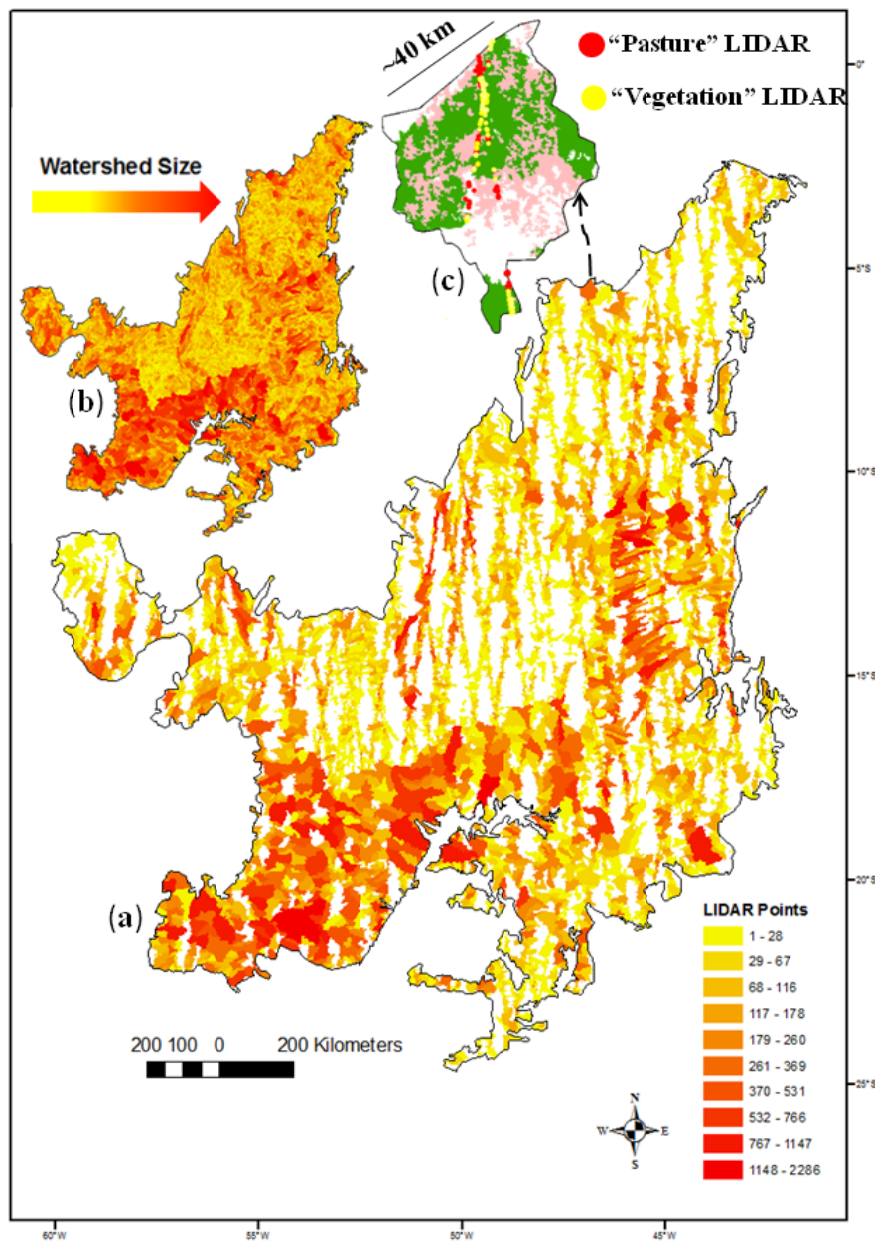 ~40 km
“Pasture” LIDAR
“Vegetation” LIDAR
0°
Watershed Size
(c)
5°S
(b)
10°S
15°S
(a)
20°S
LIDAR Points
1 - 28
29 - 67
68 - 116
117 - 178
179 - 260
261 - 369
370 - 531
532 - 766
767 - 1147
1148 - 2286
200 100 0 200 Kilometers
25°S
N
W E
S
60°W 55°W 50°W 45°W